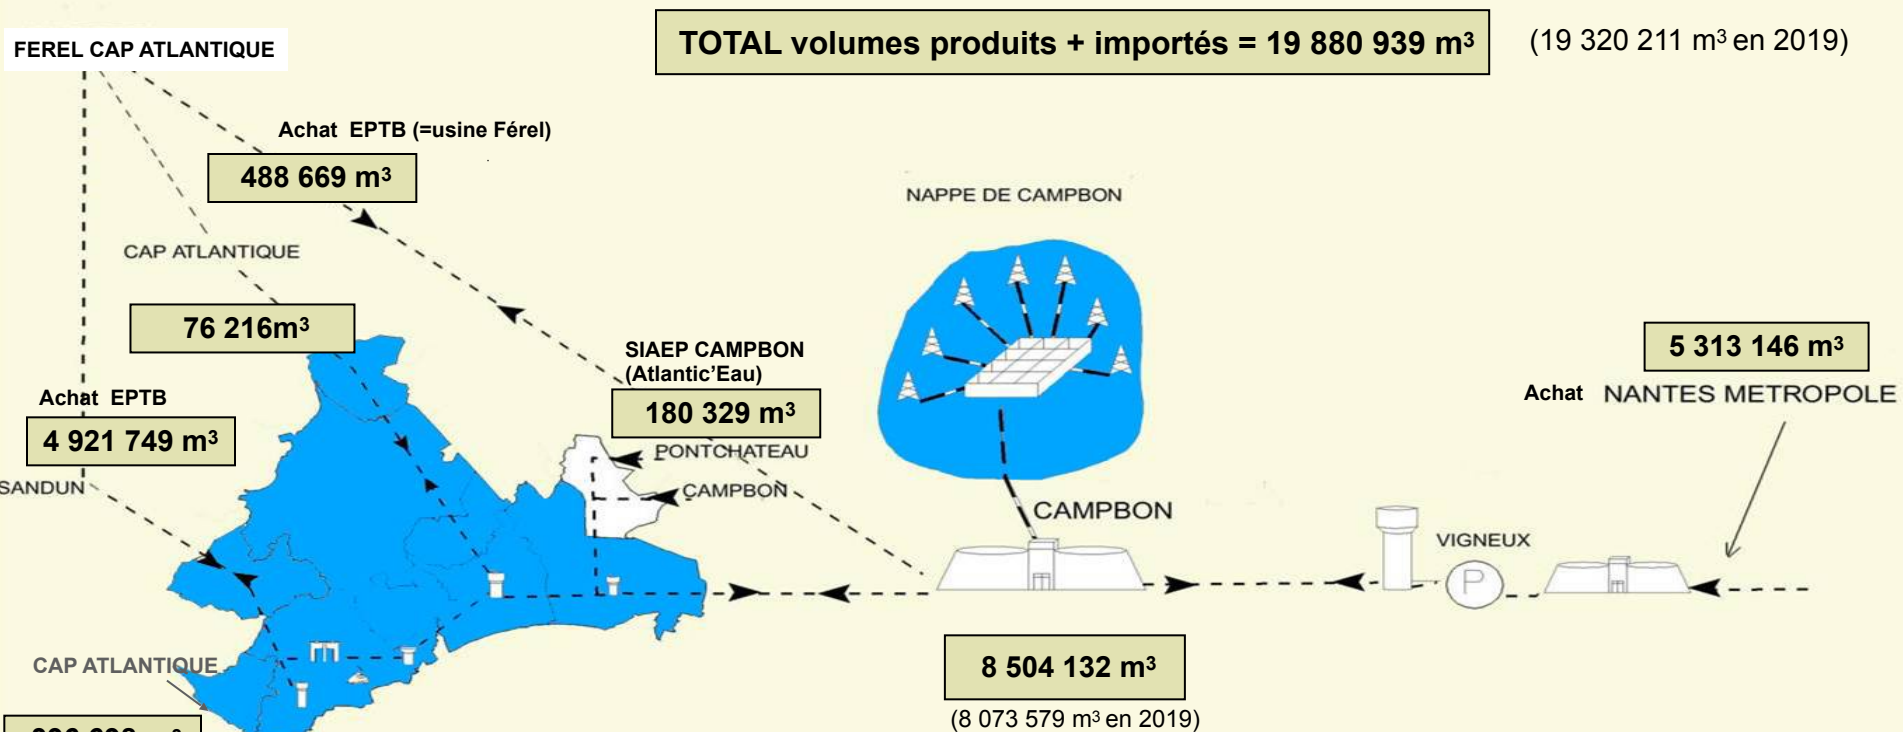 FEREL CAP ATLANTIQUE
TOTAL volumes produits + importés = 19 880 939 m³
(19 320 211 m³ en 2019)
Achat EPTB (=usine Férel)
488 669 m³
NAPPE DE CAMPBON
CAP ATLANTIQUE
76 216m³
SIAEP CAMPBON
(Atlantic'Eau)
180 329 m³
5 313 146 m³
Achat NANTES METROPOLE
Achat EPTB
4 921 749 m³
SANDUN
PONTCHATEAU
CAMPBON
CAMPBON
VIGNEUX
P
CAP ATLANTIQUE
8 504 132 m³
(8 073 579 m³ en 2019)